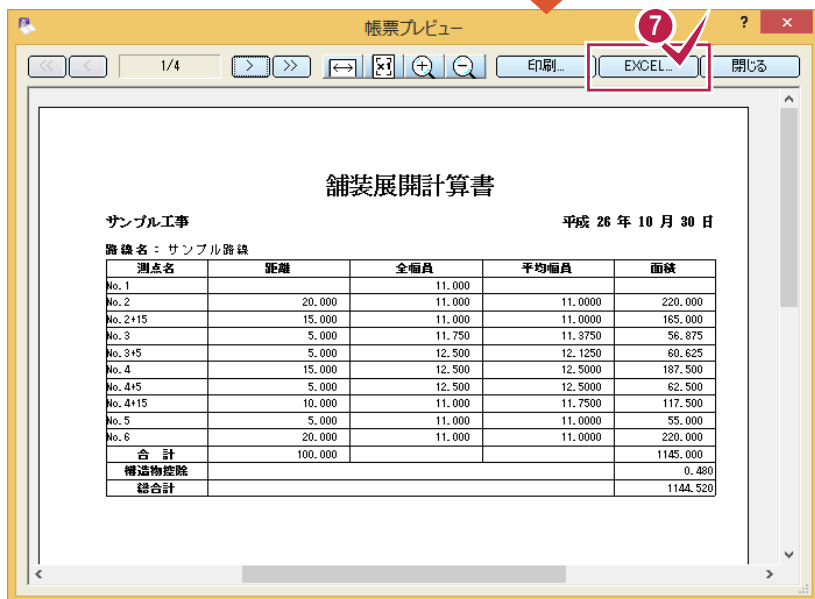 帳票プレビュー
7
?
×
<<
<
1/4
>
>>
×1
印刷...
EXCEL...
閉じる
舗装展開計算書
サンプル工事 平成 26 年 10 月 30 日
路線名：サンプル路線
測点名 距離 全幅員 平均幅員 面積
No.1 11.000
No.2 20.000 11.000 11.0000 220.000
No.2+15 15.000 11.000 11.0000 165.000
No.3 5.000 11.750 11.3750 56.875
No.3+5 5.000 12.500 12.1250 60.625
No.4 15.000 12.500 12.5000 187.500
No.4+5 5.000 12.500 12.5000 62.500
No.4+15 10.000 11.000 11.7500 117.500
No.5 5.000 11.000 11.0000 55.000
No.6 20.000 11.000 11.0000 220.000
合 計 100.000 1145.000
構造物控除 0.480
総合計 1144.520